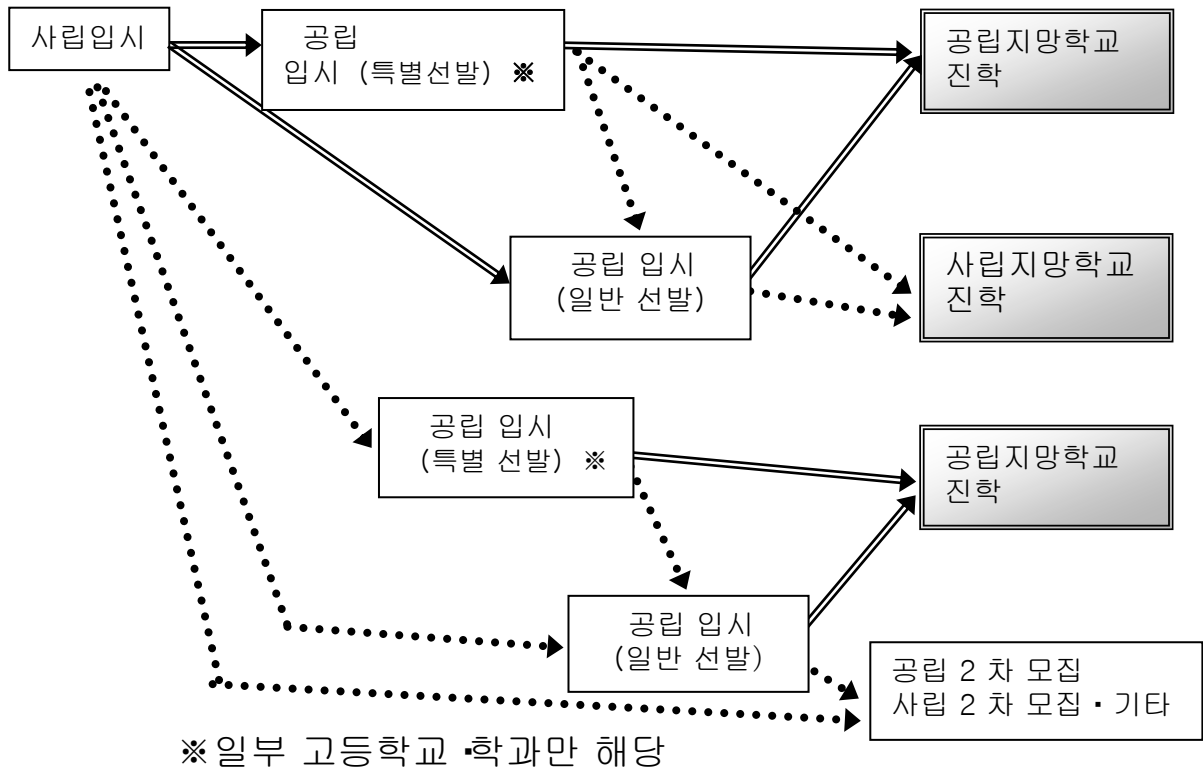 사립입시
공립
입시 (특별선발) ※
공립지망학교
진학
공립 입시
(일반 선발)
사립지망학교
진학
공립 입시
(특별 선발) ※
공립지망학교
진학
공립 입시
(일반 선발)
공립 2 차 모집
사립 2 차 모집・기타
※일부 고등학교・학과만 해당